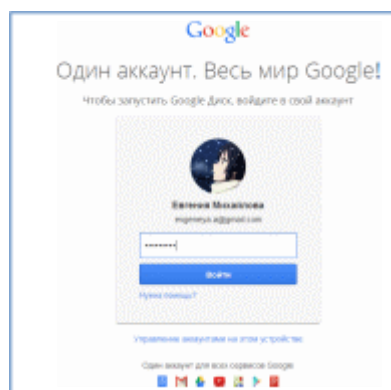 Google
Один аккаунт. Весь мир Google!
Чтобы запустить Google Диск, войдите в свой аккаунт
Евгения Михайлова
Войти
Нужна помощь?
Управление аккаунтами на этом устройстве
Один аккаунт для всех сервисов Google